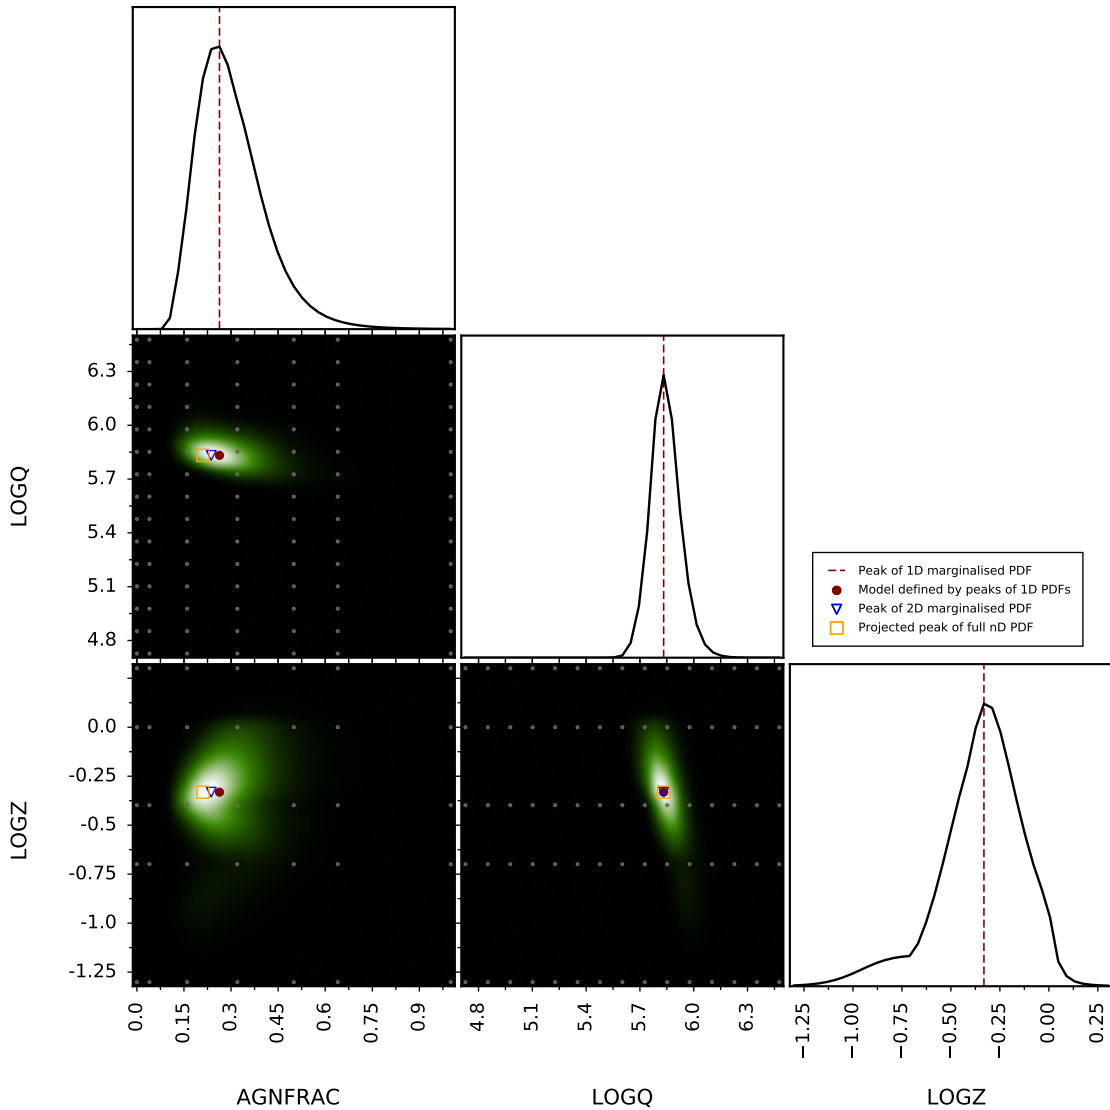 6.3
6.0
5.7
5.4
5.1
4.8
LOGQ
Peak of 1D marginalised PDF
Model defined by peaks of 1D PDFs
Peak of 2D marginalised PDF
Projected peak of full nD PDF
0.0
-0.25
-0.5
-0.75
-1.0
-1.25
LOGZ
0.0 0.15 0.3 0.45 0.6 0.75 0.9
4.8 5.1 5.4 5.7 6.0 6.3
−1.25 −1.00 −0.75 −0.50 −0.25 0.00 0.25
AGNFRAC LOGQ LOGZ